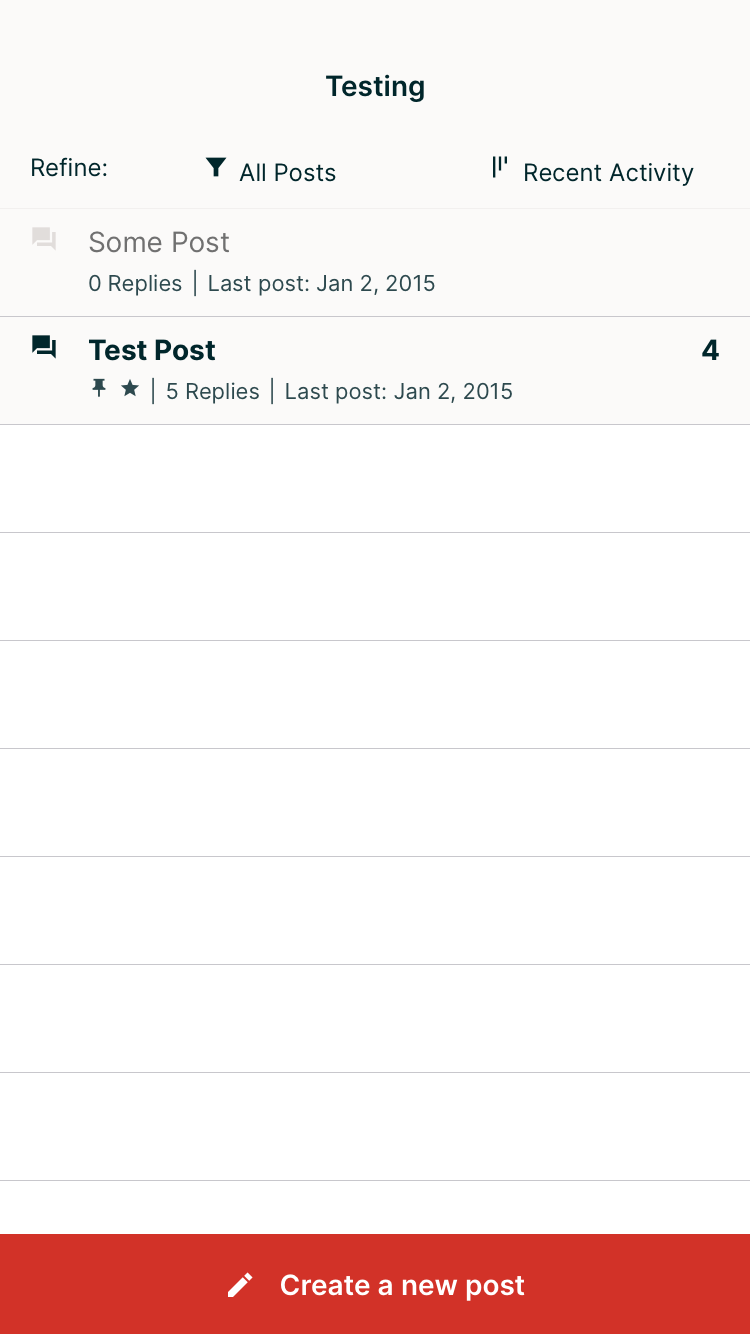 Testing
Refine: All Posts Recent Activity
Some Post
0 Replies | Last post: Jan 2, 2015
Test Post 4
| 5 Replies | Last post: Jan 2, 2015
Create a new post